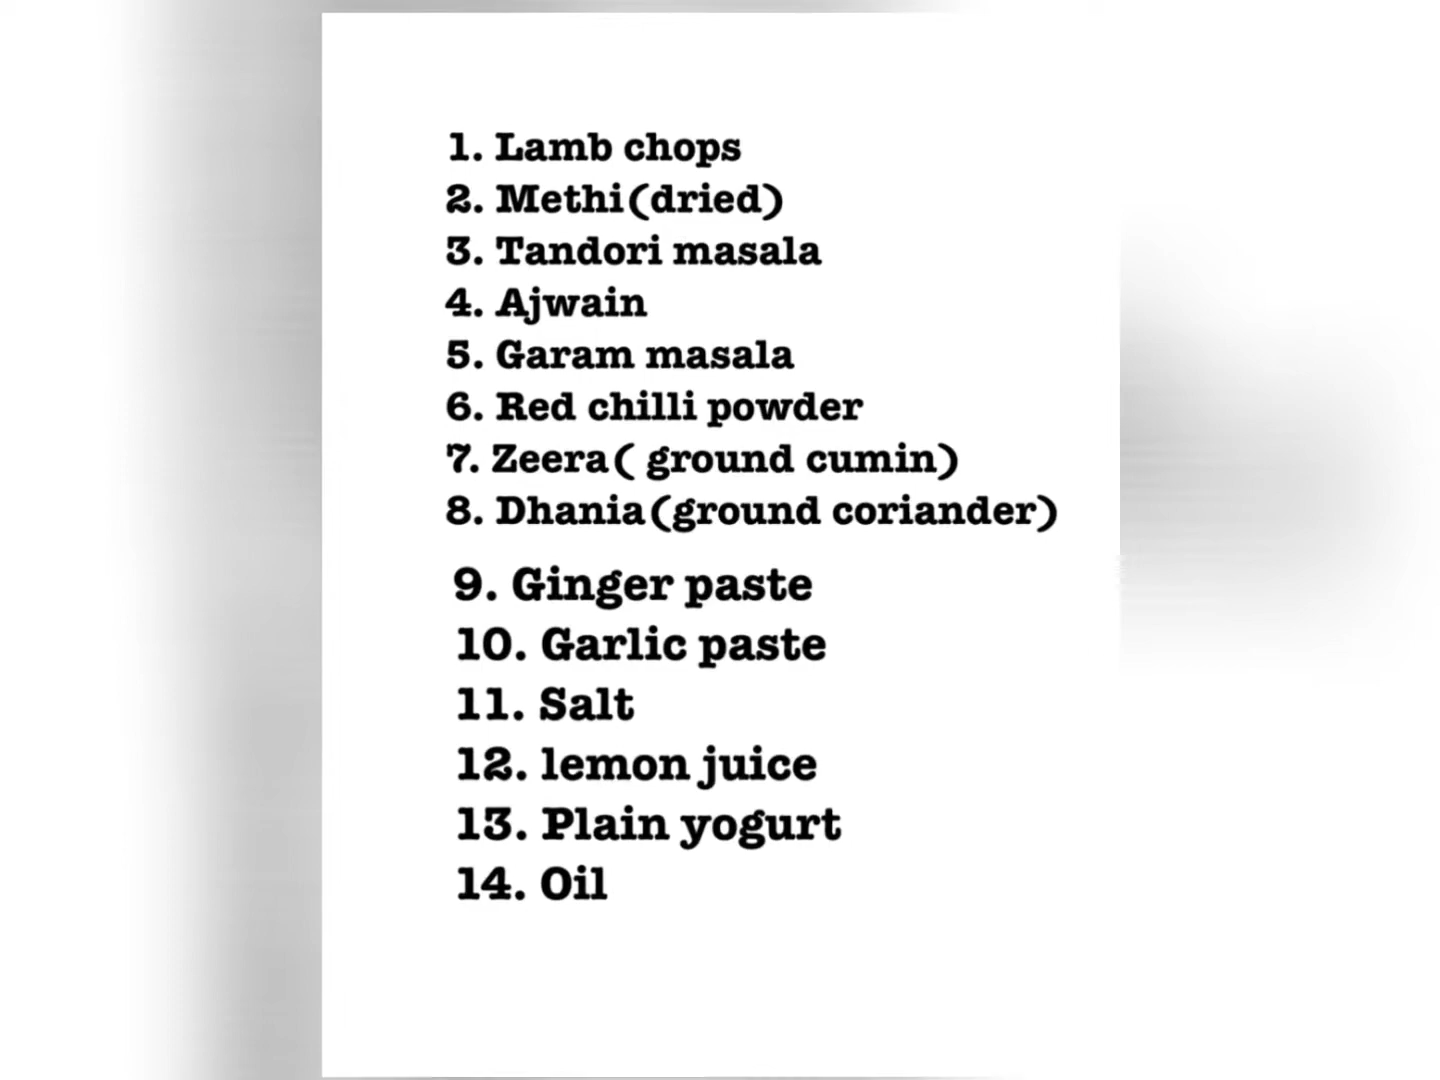 1. Lamb chops
2. Methi(dried)
3. Tandori masala
4. Ajwain
5. Garam masala
6. Red chilli powder
7. Zeera( ground cumin)
8. Dhania(ground coriander)
9. Ginger paste
10. Garlic paste
11. Salt
12. lemon juice
13. Plain yogurt
14. Oil